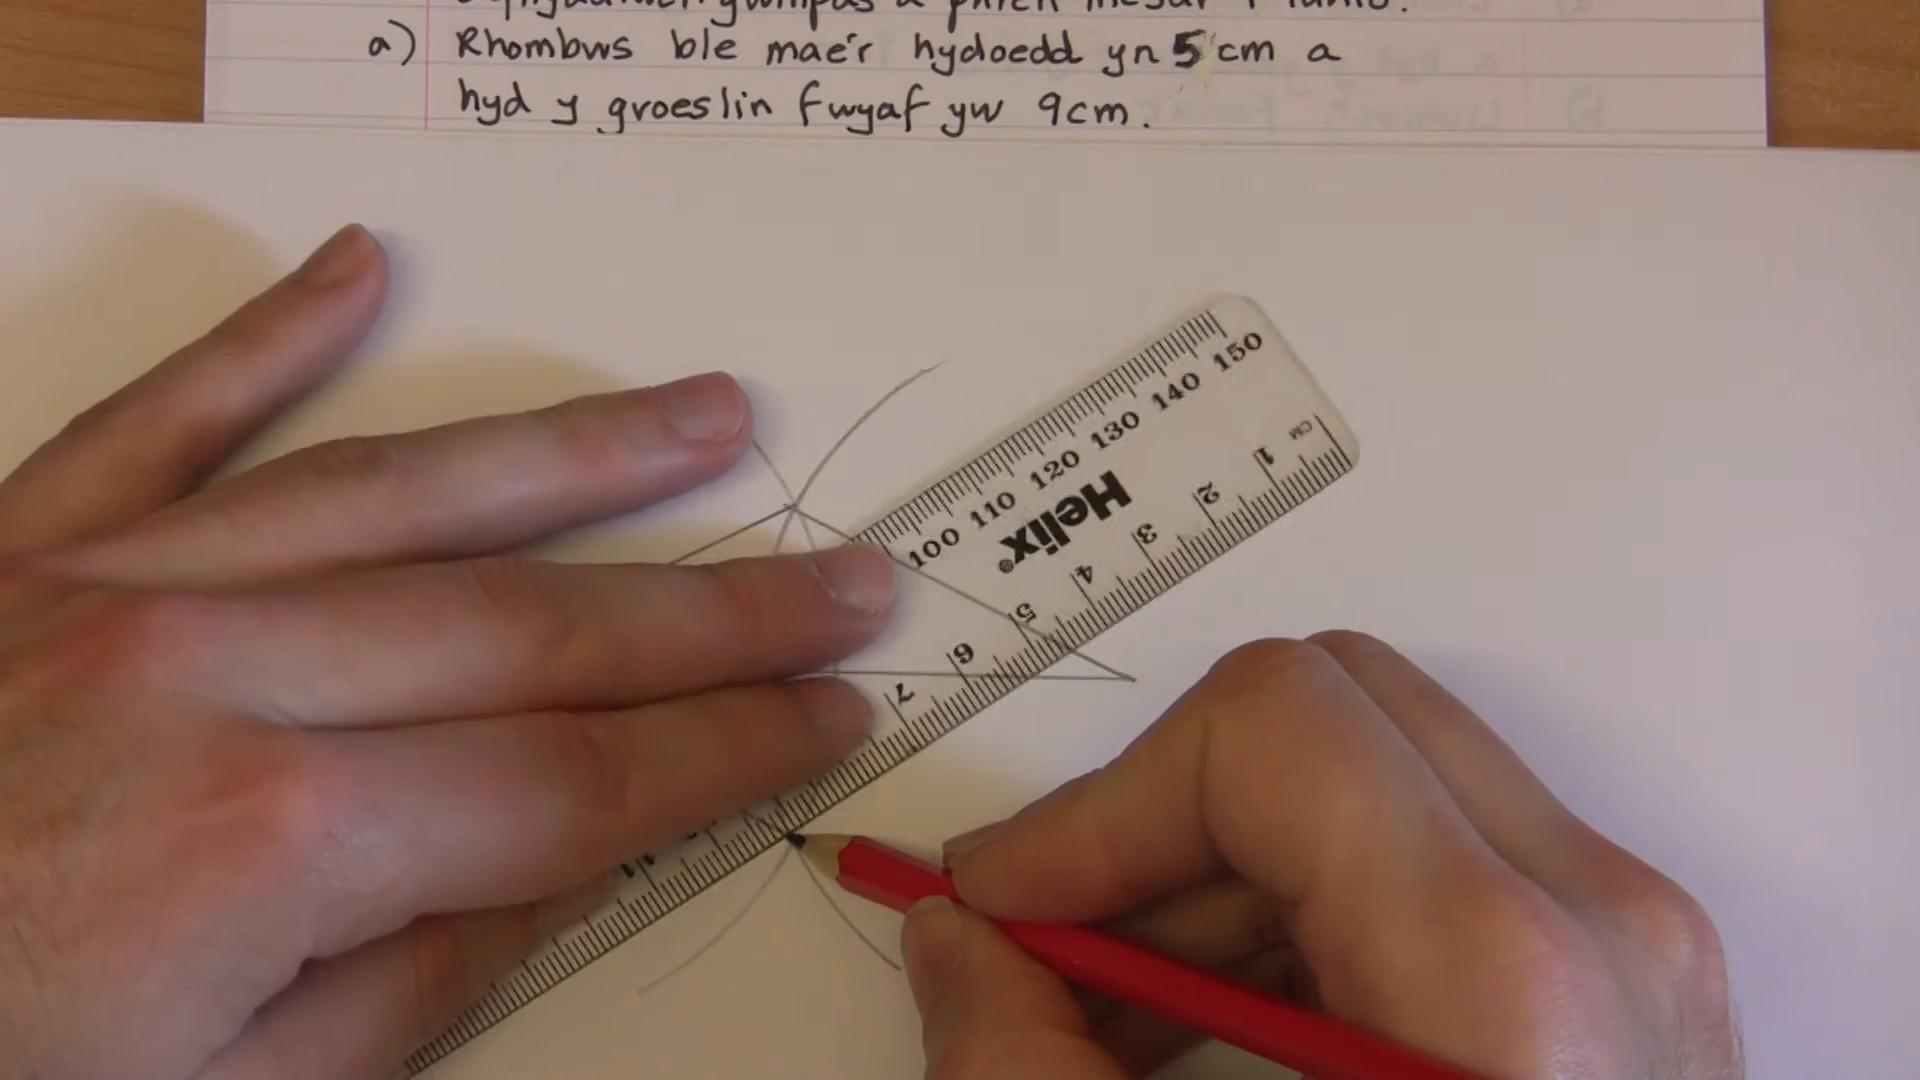 a) Rhombws ble mae'r hydoedd yn 5 cm a
hyd y groeslin fwyaf yw 9cm.
100 110 120 130 140 150
Helix®
CM 1 2 3 4 5 6 7 11